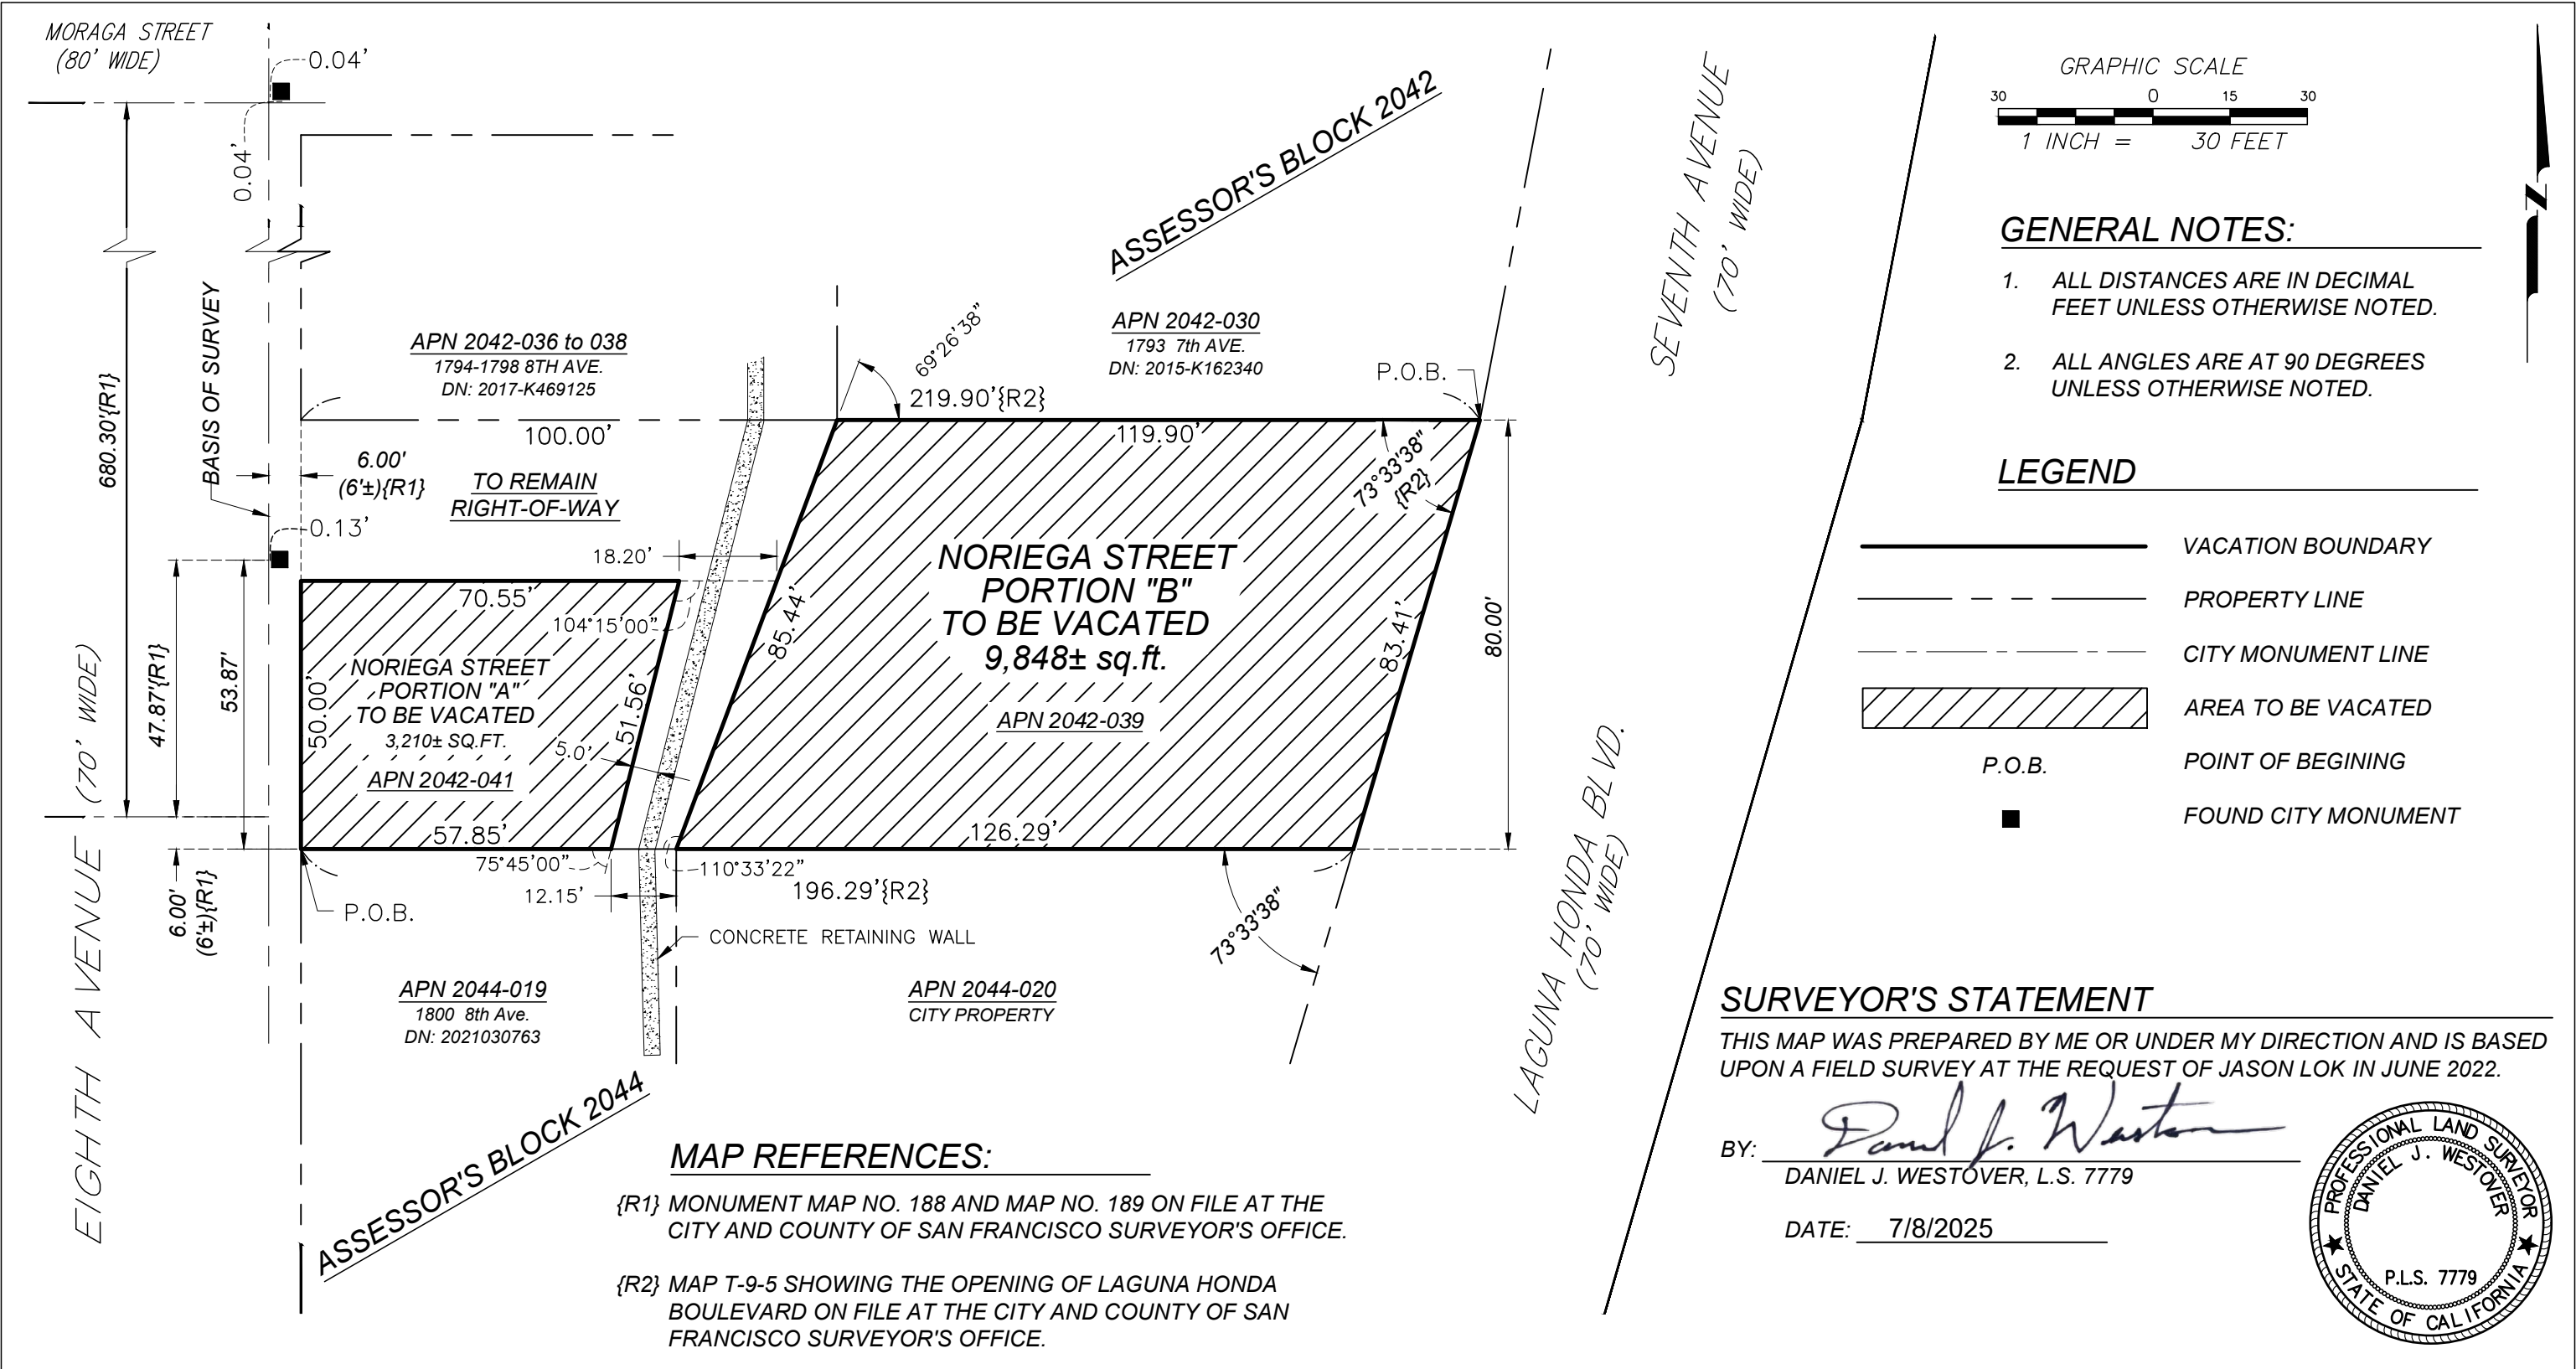 MORAGA STREET
(80' WIDE)
0.04'
0.04'
680.30'{R1}
BASIS OF SURVEY
APN 2042-036 to 038
1794-1798 8TH AVE.
DN: 2017-K469125
100.00'
6.00'
(6'±){R1}
TO REMAIN
RIGHT-OF-WAY
0.13'
ASSESSOR'S BLOCK 2042
APN 2042-030
1793 7th AVE.
DN: 2015-K162340
69°26'38"
219.90'{R2}
P.O.B.
119.90'
73°33'38"
{R2}
18.20'
NORIEGA STREET
PORTION "B"
TO BE VACATED
9,848± sq.ft.
APN 2042-039
85.44'
83.41'
80.00'
126.29'
70.55'
104°15'00"
NORIEGA STREET
PORTION "A"
TO BE VACATED
3,210± SQ.FT.
APN 2042-041
50.00'
51.56'
5.0'
57.85'
47.87'{R1}
53.87'
6.00'
(6'±){R1}
75°45'00"
12.15'
110°33'22"
196.29'{R2}
73°33'38"
P.O.B.
CONCRETE RETAINING WALL
APN 2044-019
1800 8th Ave.
DN: 2021030763
APN 2044-020
CITY PROPERTY
EIGHTH AVENUE (70' WIDE)
ASSESSOR'S BLOCK 2044
SEVENTH AVENUE
(70' WIDE)
LAGUNA HONDA BLVD.
(70' WIDE)
MAP REFERENCES:
{R1} MONUMENT MAP NO. 188 AND MAP NO. 189 ON FILE AT THE
CITY AND COUNTY OF SAN FRANCISCO SURVEYOR'S OFFICE.
{R2} MAP T-9-5 SHOWING THE OPENING OF LAGUNA HONDA
BOULEVARD ON FILE AT THE CITY AND COUNTY OF SAN
FRANCISCO SURVEYOR'S OFFICE.
GRAPHIC SCALE
30 0 15 30
1 INCH = 30 FEET
N
GENERAL NOTES:
1. ALL DISTANCES ARE IN DECIMAL
FEET UNLESS OTHERWISE NOTED.
2. ALL ANGLES ARE AT 90 DEGREES
UNLESS OTHERWISE NOTED.
LEGEND
VACATION BOUNDARY
PROPERTY LINE
CITY MONUMENT LINE
AREA TO BE VACATED
P.O.B. POINT OF BEGINING
FOUND CITY MONUMENT
SURVEYOR'S STATEMENT
THIS MAP WAS PREPARED BY ME OR UNDER MY DIRECTION AND IS BASED
UPON A FIELD SURVEY AT THE REQUEST OF JASON LOK IN JUNE 2022.
BY: Daniel J. Westover
DANIEL J. WESTOVER, L.S. 7779
DATE: 7/8/2025
PROFESSIONAL LAND SURVEYOR
DANIEL J. WESTOVER
P.L.S. 7779
STATE OF CALIFORNIA